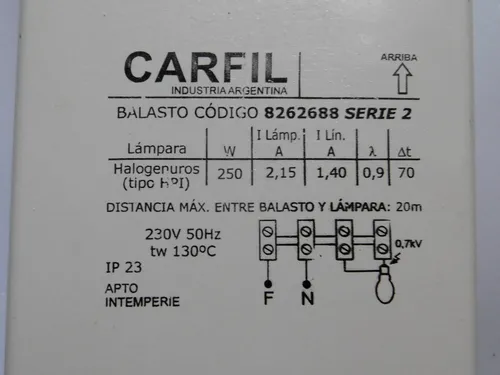 CARFIL
INDUSTRIA ARGENTINA
ARRIBA
BALASTO CÓDIGO 8262688 SERIE 2
Lámpara W I Lámp. A I Lín. A λ Δt
Halogenuros (tipo HPI) 250 2,15 1,40 0,9 70
DISTANCIA MÁX. ENTRE BALASTO Y LÁMPARA: 20m
230V 50Hz
tw 130ºC
IP 23
APTO
INTEMPERIE
0,7kV
F N